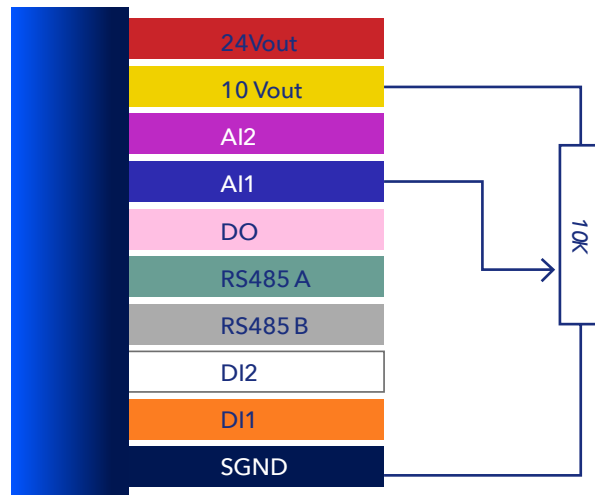 24Vout
10 Vout
AI2
AI1
DO
RS485 A
RS485 B
DI2
DI1
SGND
10K